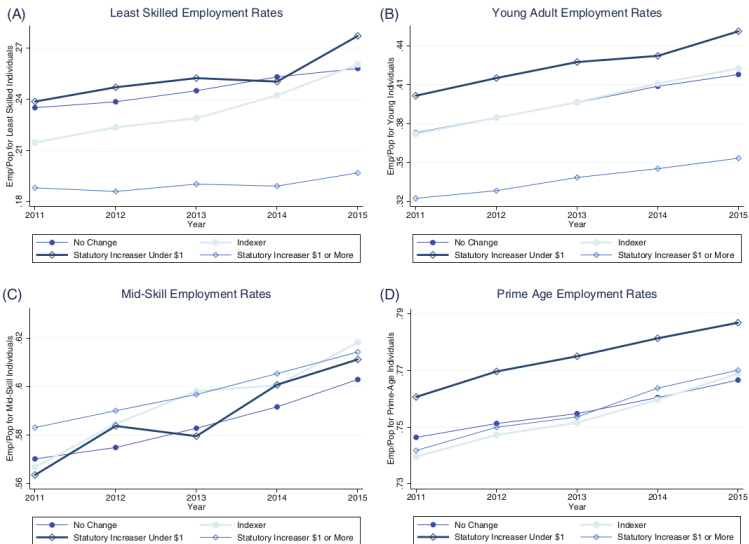 (A)
Least Skilled Employment Rates
Emp/Pop for Least Skilled Individuals
.27
.24
.21
.18
2011 2012 2013 2014 2015
Year
No Change Indexer
Statutory Increaser Under $1 Statutory Increaser $1 or More
(B)
Young Adult Employment Rates
Emp/Pop for Young Individuals
.44
.41
.38
.35
.32
2011 2012 2013 2014 2015
Year
No Change Indexer
Statutory Increaser Under $1 Statutory Increaser $1 or More
(C)
Mid-Skill Employment Rates
Emp/Pop for Mid-Skill Individuals
.62
.6
.58
.56
2011 2012 2013 2014 2015
Year
No Change Indexer
Statutory Increaser Under $1 Statutory Increaser $1 or More
(D)
Prime Age Employment Rates
Emp/Pop for Prime-Age Individuals
.79
.77
.75
.73
2011 2012 2013 2014 2015
Year
No Change Indexer
Statutory Increaser Under $1 Statutory Increaser $1 or More